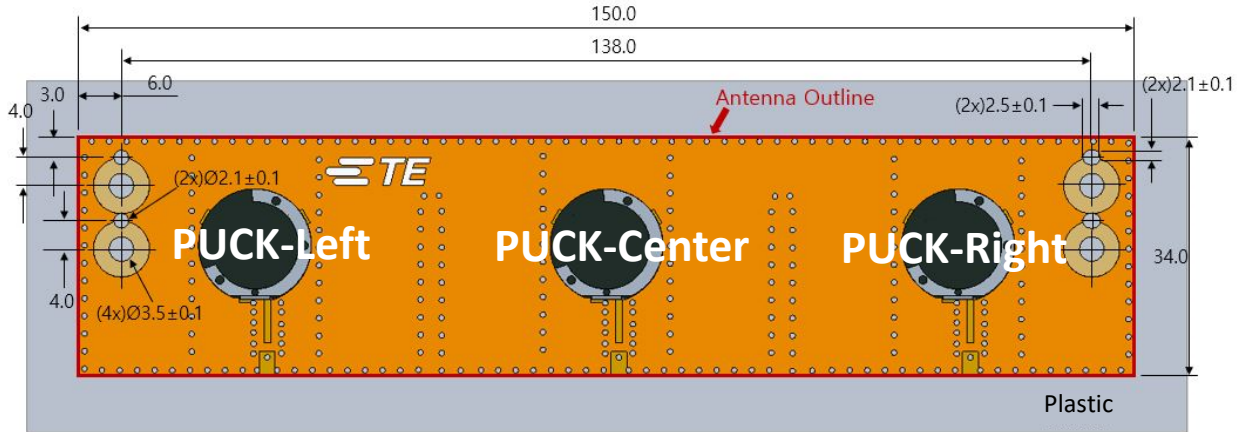 150.0
138.0
6.0
3.0
4.0
Antenna Outline
(2x)2.5±0.1
(2x)2.1±0.1
TE
(2x)Ø2.1±0.1
PUCK-Left
PUCK-Center
PUCK-Right
34.0
4.0
(4x)Ø3.5±0.1
Plastic